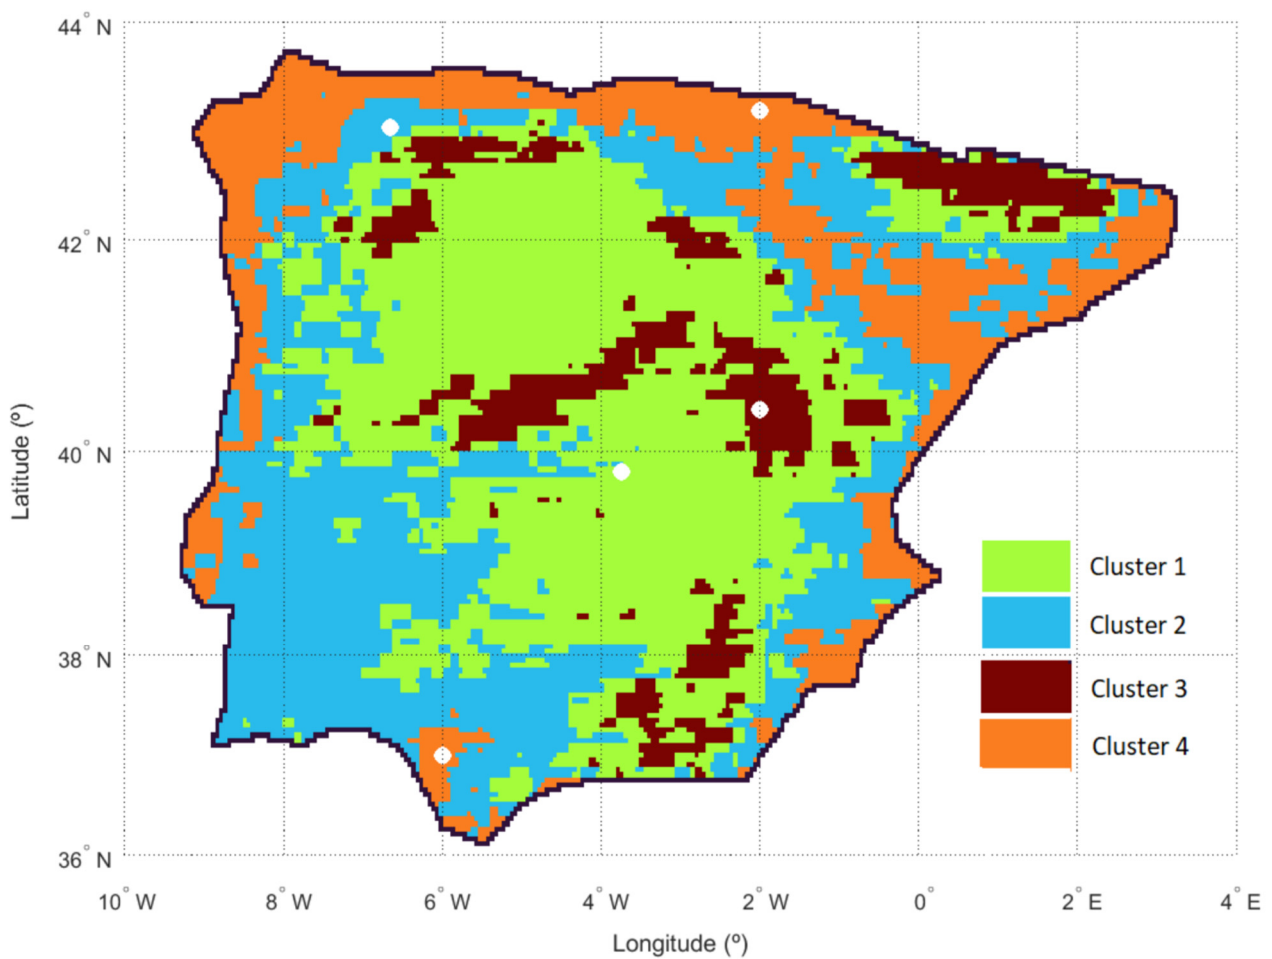 44° N
42° N
40° N
38° N
36° N
Latitude (º)
Cluster 1
Cluster 2
Cluster 3
Cluster 4
10° W 8° W 6° W 4° W 2° W 0° 2° E 4° E
Longitude (º)